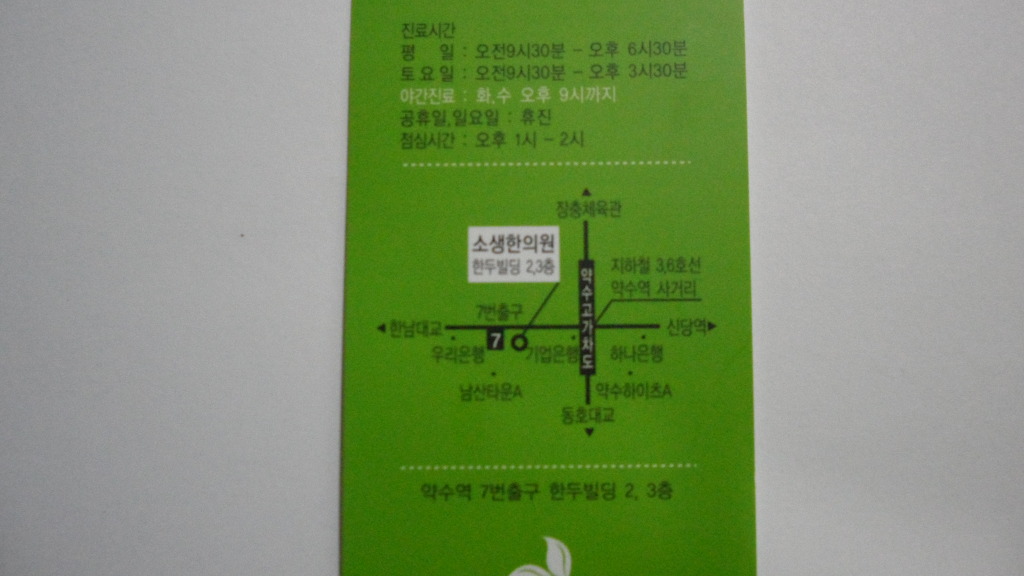 진료시간
평 일 : 오전9시30분 - 오후 6시30분
토요일 : 오전9시30분 - 오후 3시30분
야간진료 : 화,수 오후 9시까지
공휴일,일요일 : 휴진
점심시간 : 오후 1시 - 2시
장충체육관
소생한의원
한두빌딩 2,3층
지하철 3,6호선
약수역 사거리
약수고가차도
7번출구
한남대교
신당역
7
우리은행
기업은행
하나은행
남산타운A
약수하이츠A
동호대교
약수역 7번출구 한두빌딩 2, 3층